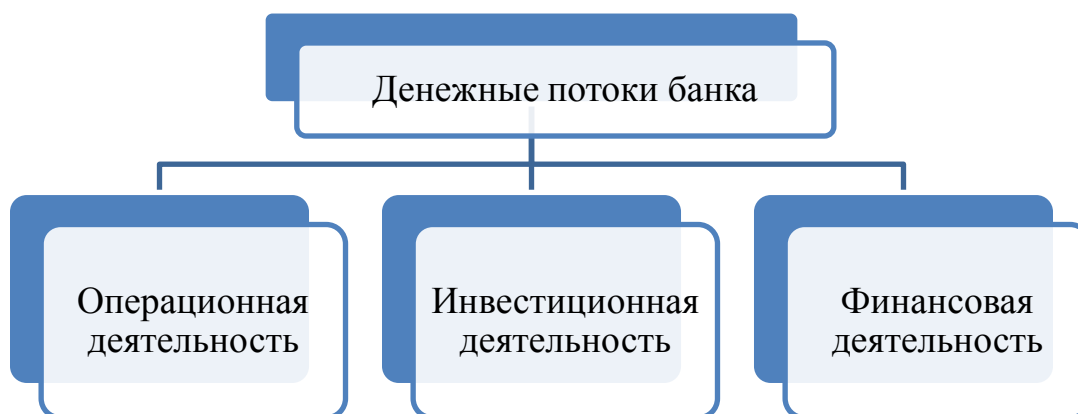 Денежные потоки банка
Операционная
деятельность
Инвестиционная
деятельность
Финансовая
деятельность